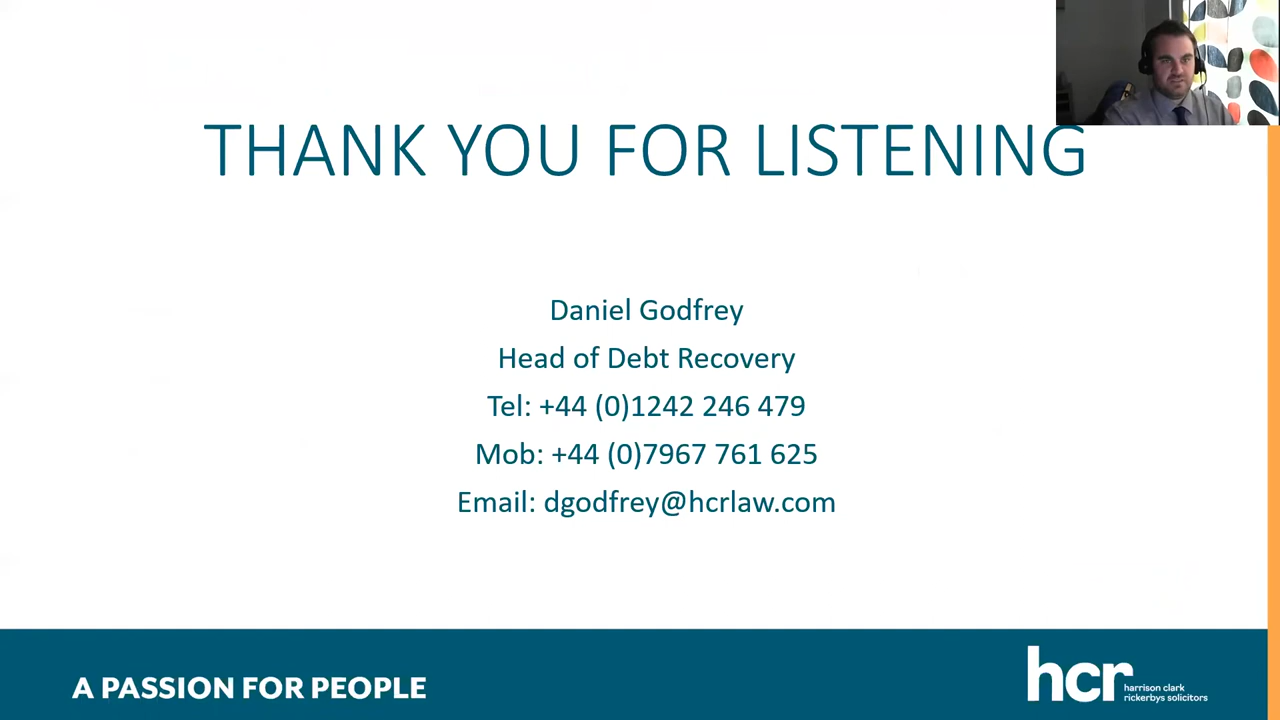 THANK YOU FOR LISTENING
Daniel Godfrey
Head of Debt Recovery
Tel: +44 (0)1242 246 479
Mob: +44 (0)7967 761 625
Email: dgodfrey@hcrlaw.com
A PASSION FOR PEOPLE
hcr
harrison clark
rickerbys solicitors